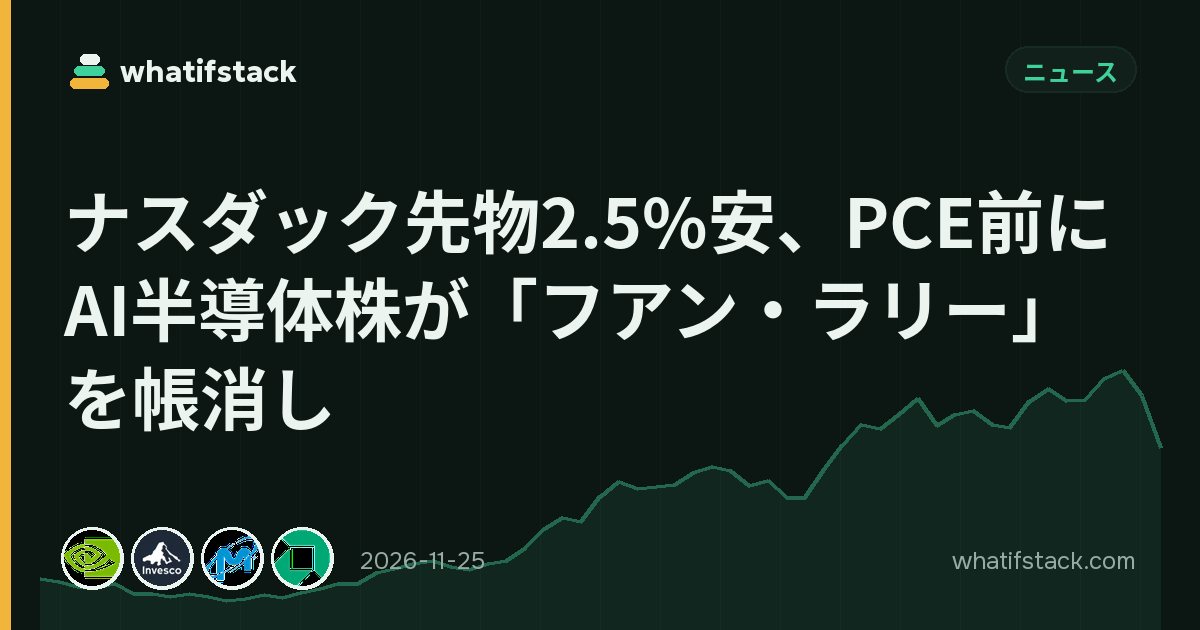 whatifstack
ニュース
ナスダック先物2.5%安、PCE前に
AI半導体株が「フアン・ラリー」
を帳消し
Invesco
2026-11-25
whatifstack.com